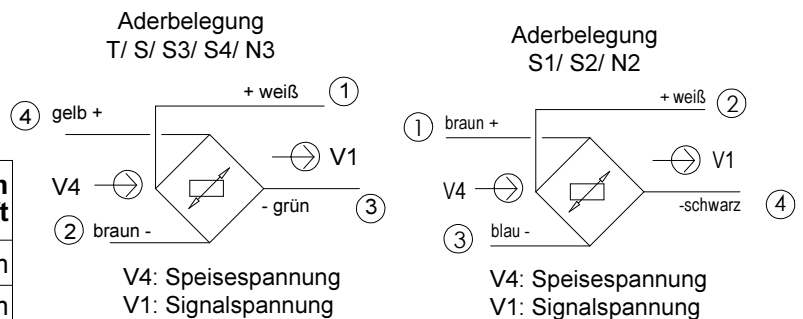 Aderbelegung
T/ S/ S3/ S4/ N3
+ weiß 1
4 gelb +
V1
V4
- grün 3
2 braun -
V4: Speisespannung
V1: Signalspannung
Aderbelegung
S1/ S2/ N2
+ weiß 2
1 braun +
V1
V4
-schwarz 4
3 blau -
V4: Speisespannung
V1: Signalspannung
n
ft
n
n